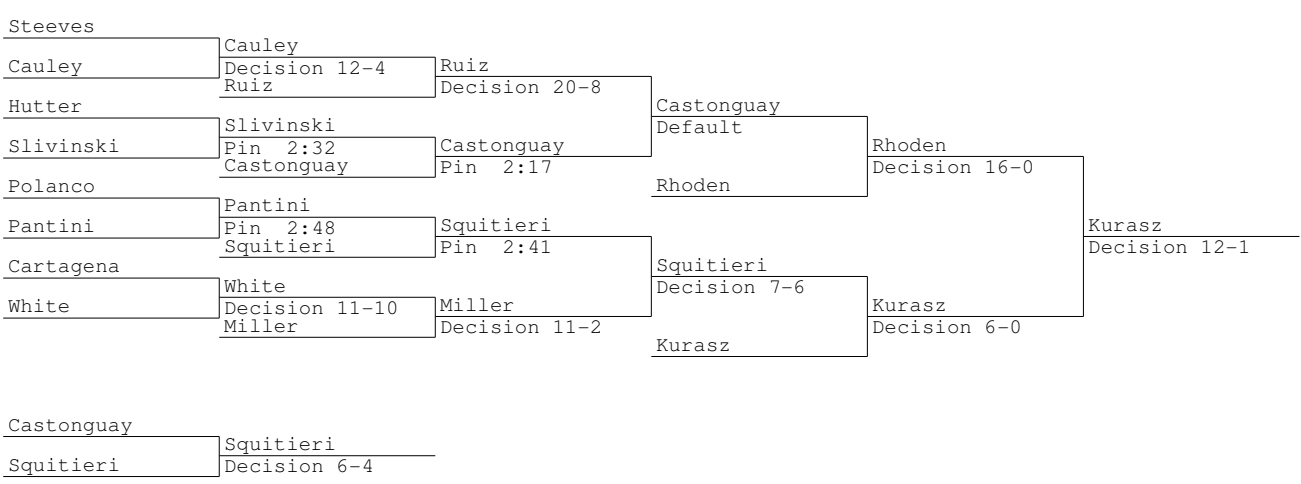 Steeves
Cauley
Cauley
Decision 12-4
Ruiz
Ruiz
Decision 20-8
Hutter
Slivinski
Slivinski
Pin 2:32
Castonguay
Castonguay
Pin 2:17
Castonguay
Default
Rhoden
Rhoden
Decision 16-0
Polanco
Pantini
Pantini
Pin 2:48
Squitieri
Squitieri
Pin 2:41
Cartagena
White
White
Decision 11-10
Miller
Miller
Decision 11-2
Squitieri
Decision 7-6
Kurasz
Kurasz
Decision 6-0
Kurasz
Decision 12-1
Castonguay
Squitieri
Squitieri
Decision 6-4